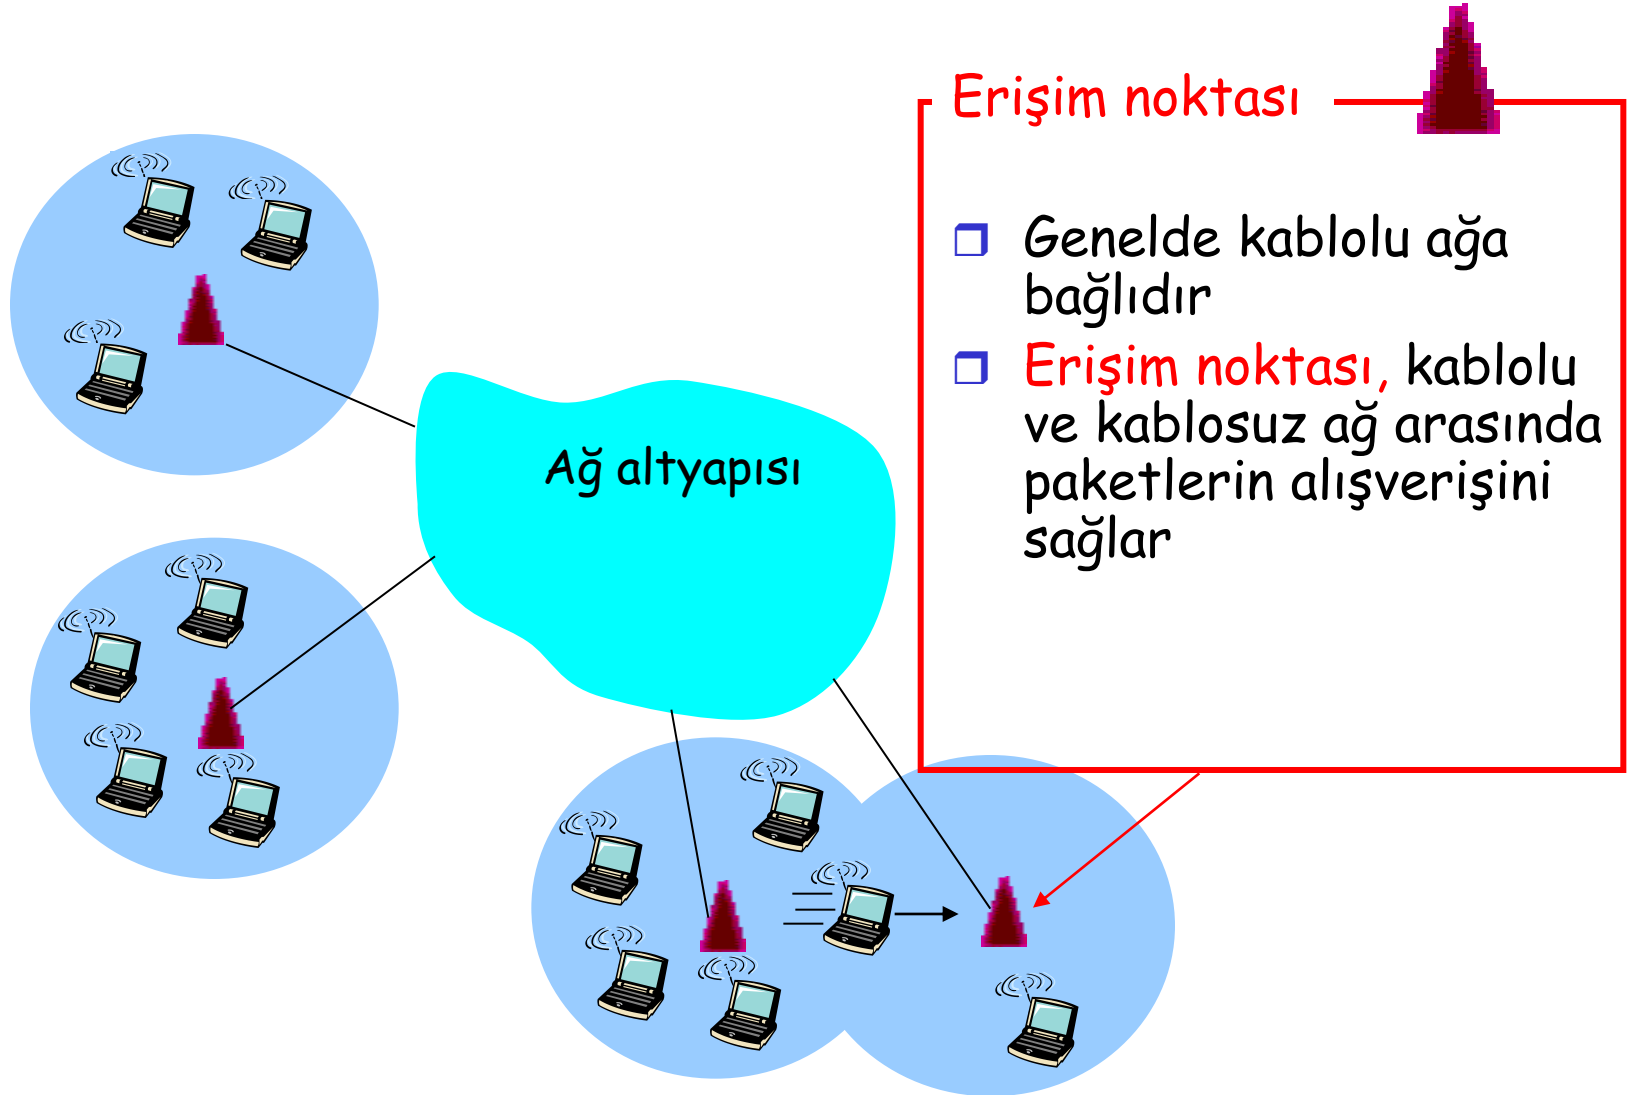 Erişim noktası
Genelde kablolu ağa
bağlıdır
Erişim noktası, kablolu
ve kablosuz ağ arasında
paketlerin alışverişini
sağlar
Ağ altyapısı